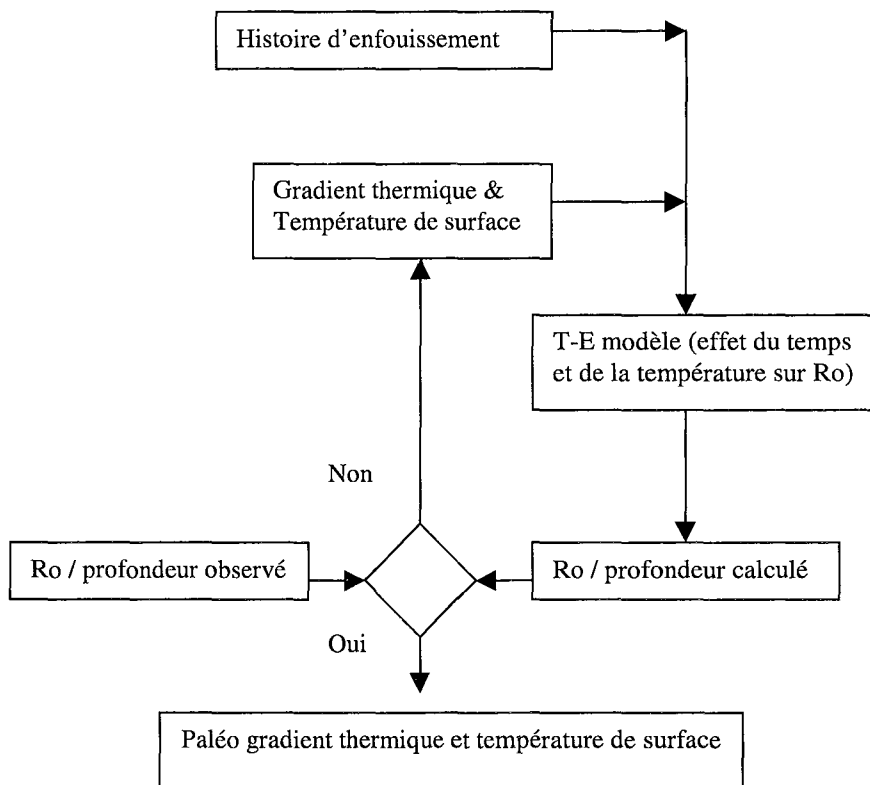 Histoire d'enfouissement
Gradient thermique &
Température de surface
T-E modèle (effet du temps
et de la température sur Ro)
Non
Ro / profondeur observé
Ro / profondeur calculé
Oui
Paléo gradient thermique et température de surface